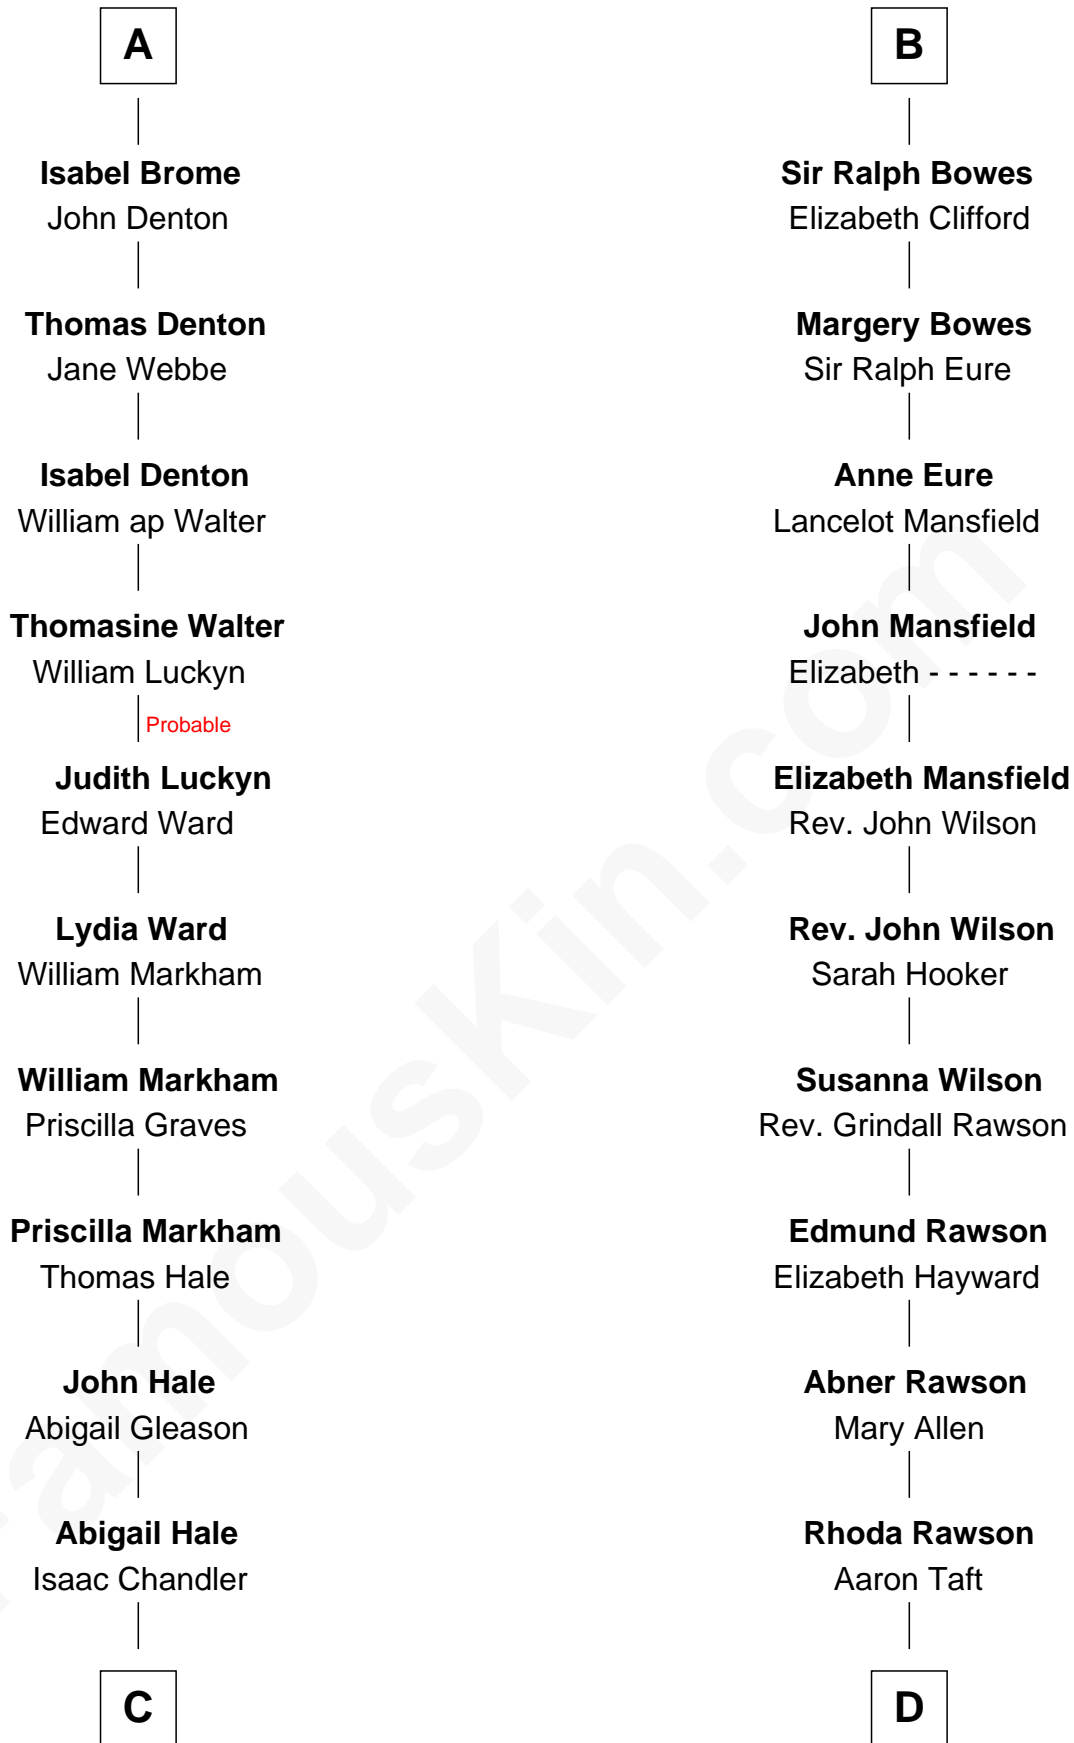 A
Isabel Brome
John Denton
Thomas Denton
Jane Webbe
Isabel Denton
William ap Walter
Thomasine Walter
William Luckyn
Probable
Judith Luckyn
Edward Ward
Lydia Ward
William Markham
William Markham
Priscilla Graves
Priscilla Markham
Thomas Hale
John Hale
Abigail Gleason
Abigail Hale
Isaac Chandler
C
B
Sir Ralph Bowes
Elizabeth Clifford
Margery Bowes
Sir Ralph Eure
Anne Eure
Lancelot Mansfield
John Mansfield
Elizabeth - - - - - -
Elizabeth Mansfield
Rev. John Wilson
Rev. John Wilson
Sarah Hooker
Susanna Wilson
Rev. Grindall Rawson
Edmund Rawson
Elizabeth Hayward
Abner Rawson
Mary Allen
Rhoda Rawson
Aaron Taft
D
FamousKin.com